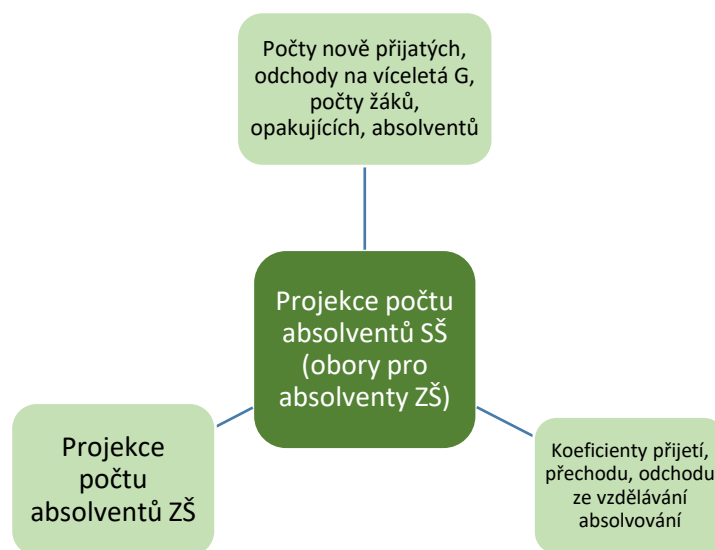 Počty nově přijatých,
odchody na víceletá G,
počty žáků,
opakujících, absolventů
Projekce počtu
absolventů SŠ
(obory pro
absolventy ZŠ)
Projekce
počtu
absolventů ZŠ
Koeficienty přijetí,
přechodu, odchodu
ze vzdělávání
absolvování